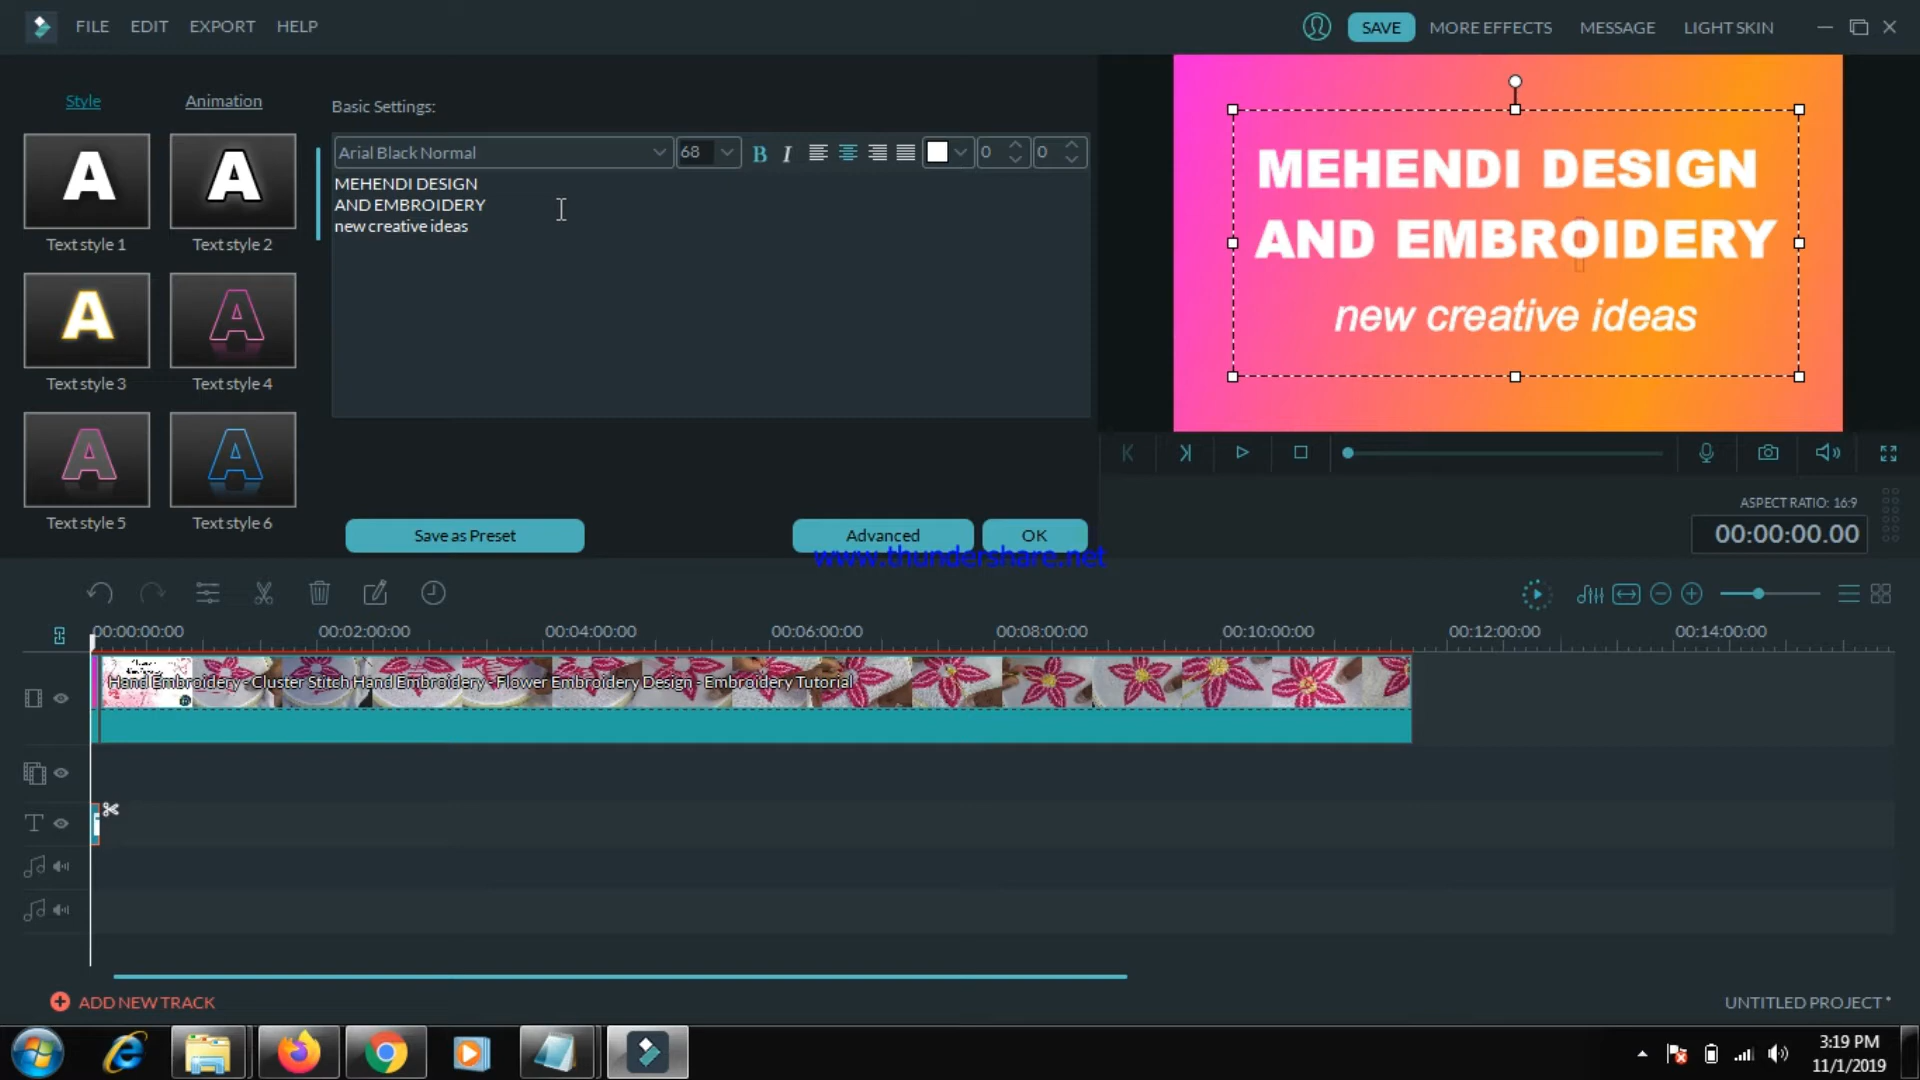 FILE EDIT EXPORT HELP
SAVE MORE EFFECTS MESSAGE LIGHT SKIN
Style Animation
Basic Settings:
Arial Black Normal 68 B I 0 0
MEHENDI DESIGN
AND EMBROIDERY
new creative ideas
A A
Text style 1 Text style 2
A A
Text style 3 Text style 4
A A
Text style 5 Text style 6
MEHENDI DESIGN
AND EMBROIDERY
new creative ideas
ASPECT RATIO: 16:9
00:00:00.00
Save as Preset Advanced OK
www.thundershare.net
00:00:00:00 00:02:00:00 00:04:00:00 00:06:00:00 00:08:00:00 00:10:00:00 00:12:00:00 00:14:00:00
Hand Embroidery - Cluster Stitch Hand Embroidery - Flower Embroidery Design - Embroidery Tutorial
T
ADD NEW TRACK
UNTITLED PROJECT *
3:19 PM
11/1/2019